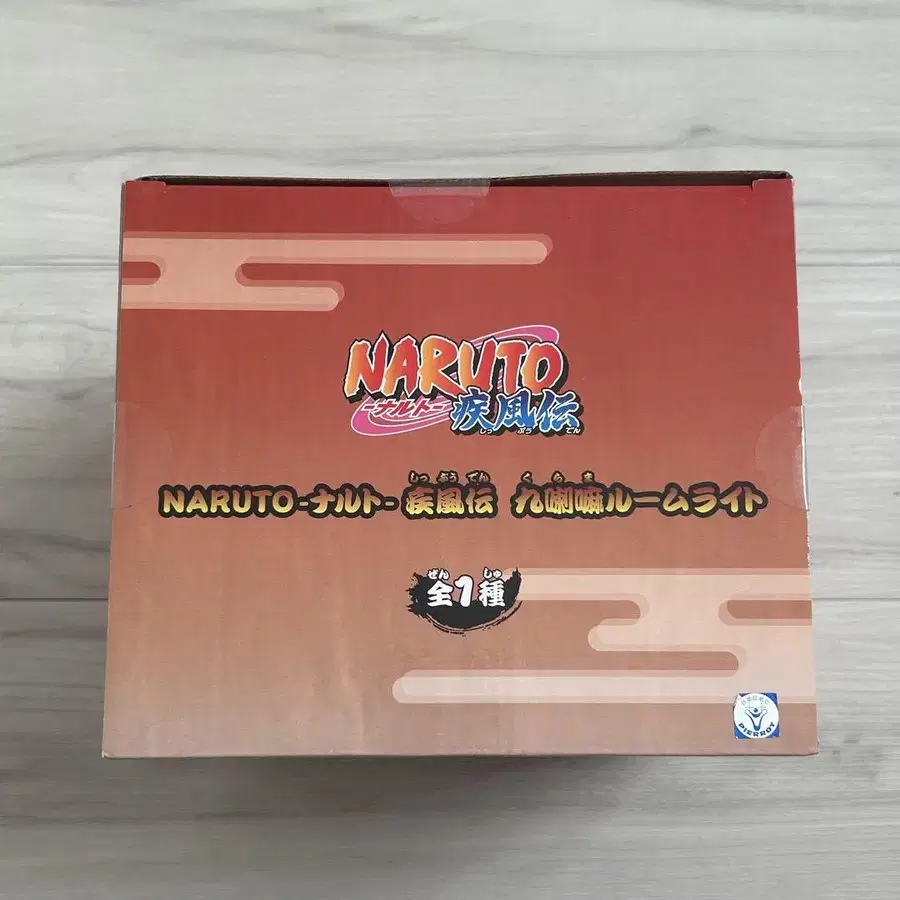 NARUTO
-ナルト-
疾風伝
しっ ぷう でん
しっ ぷう でん く ら ま
NARUTO-ナルト- 疾風伝 九喇嘛ルームライト
ぜん しゅ
全1種
PIERROT